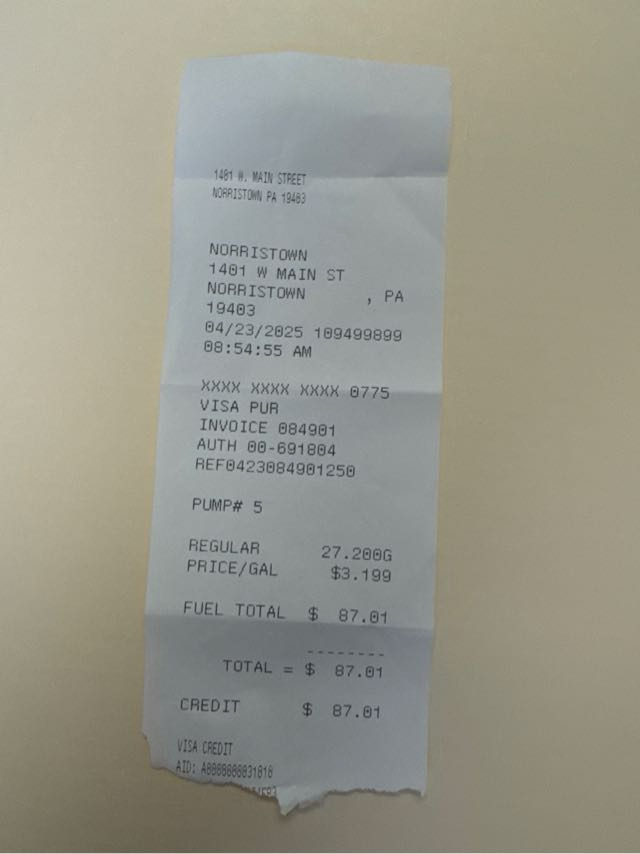 1401 W. MAIN STREET
NORRISTOWN PA 19403
NORRISTOWN
1401 W MAIN ST
NORRISTOWN , PA
19403
04/23/2025 109499899
08:54:55 AM
XXXX XXXX XXXX 0775
VISA PUR
INVOICE 084901
AUTH 00-691804
REF0423084901250
PUMP# 5
REGULAR 27.200G
PRICE/GAL $3.199
FUEL TOTAL $ 87.01
--------
TOTAL = $ 87.01
CREDIT $ 87.01
VISA CREDIT
AID: